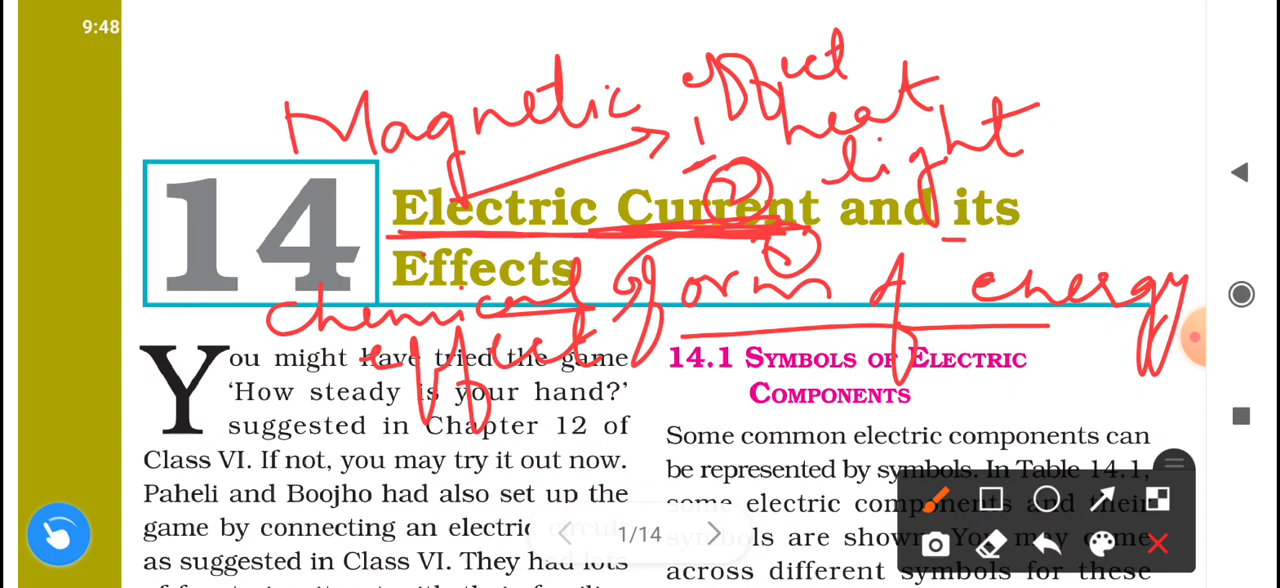 9:48
Magnetic effect
heat
light
14 Electric Current and its
Effects
form of energy
chemical
effect
You might have tried the game
'How steady is your hand?'
suggested in Chapter 12 of
Class VI. If not, you may try it out now.
Paheli and Boojho had also set up the
game by connecting an electric circuit
as suggested in Class VI. They had lots
14.1 SYMBOLS OF ELECTRIC
COMPONENTS
Some common electric components can
be represented by symbols. In Table 14.1,
some electric components and their
symbols are shown. You may come
across different symbols for these
1/14